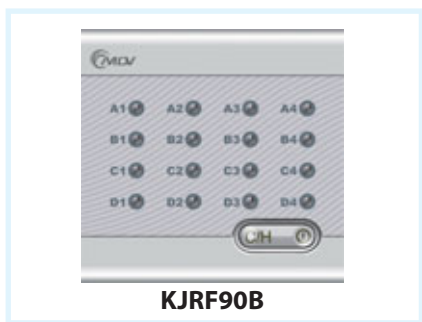 MDV
A1 A2 A3 A4
B1 B2 B3 B4
C1 C2 C3 C4
D1 D2 D3 D4
C/H
KJRF90B